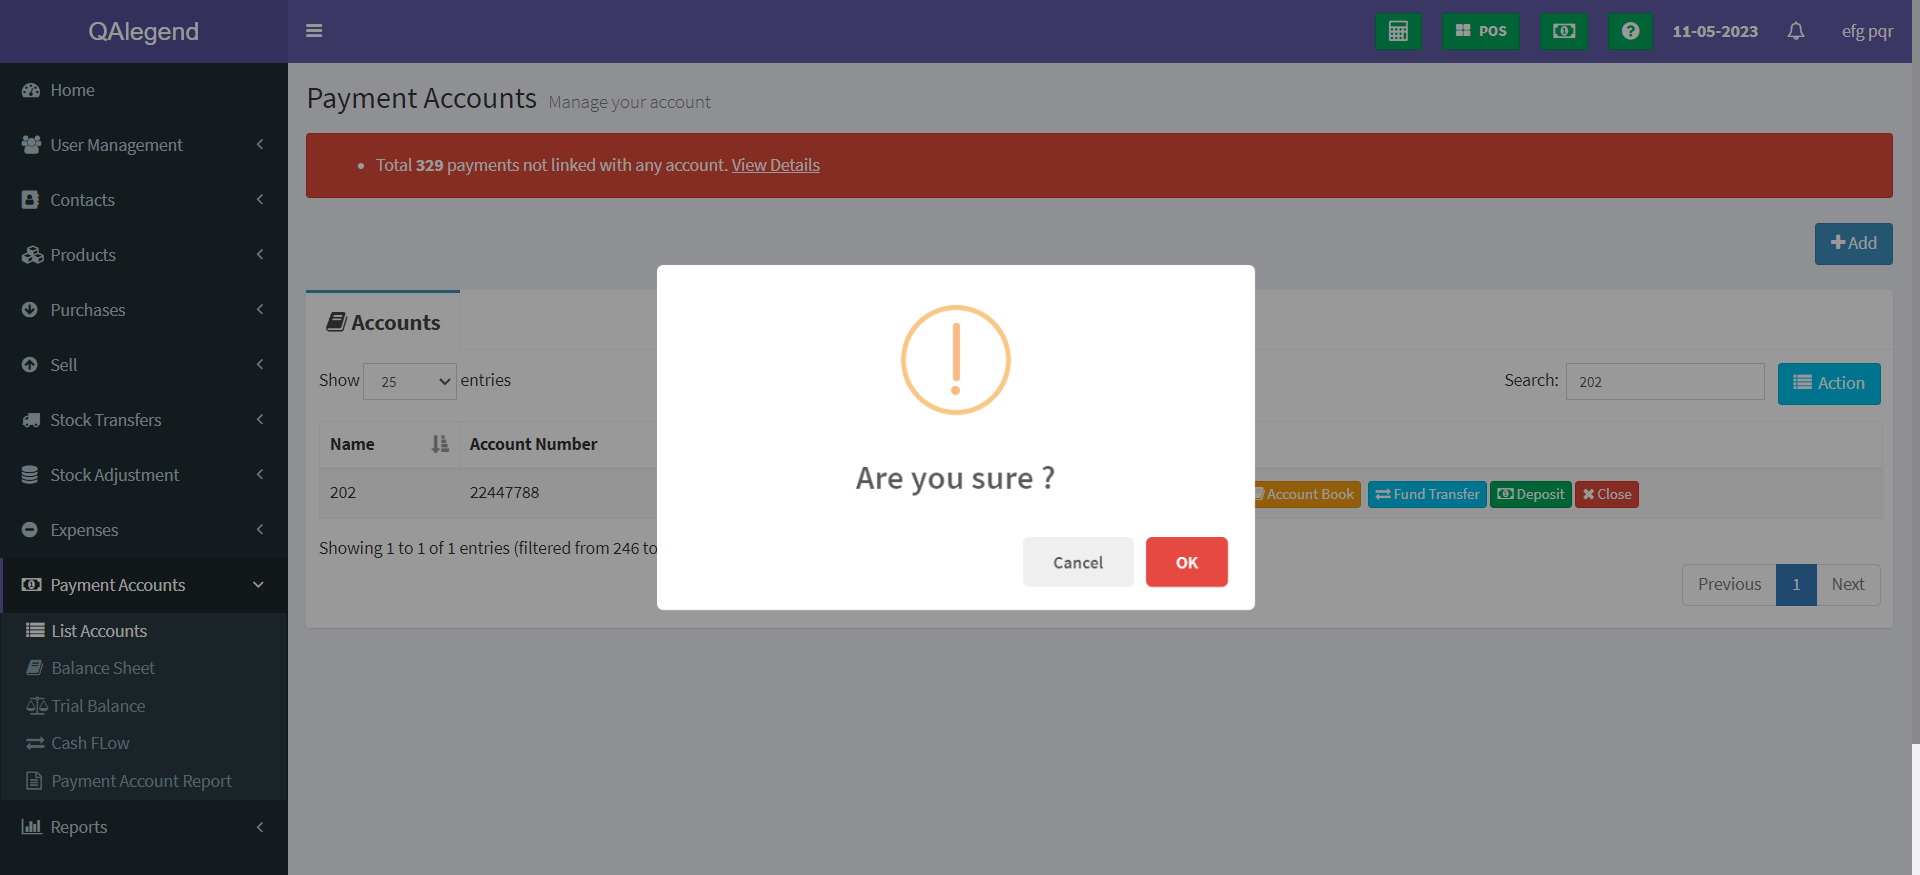 QAlegend
POS
11-05-2023
efg pqr
Home
User Management
Contacts
Products
Purchases
Sell
Stock Transfers
Stock Adjustment
Expenses
Payment Accounts
List Accounts
Balance Sheet
Trial Balance
Cash FLow
Payment Account Report
Reports
Payment Accounts Manage your account
Total 329 payments not linked with any account. View Details
Add
Accounts
Show 25 entries
Search: 202
Action
Name Account Number
202 22447788 Account Book Fund Transfer Deposit Close
Showing 1 to 1 of 1 entries (filtered from 246 to
Previous 1 Next
Are you sure ?
Cancel OK